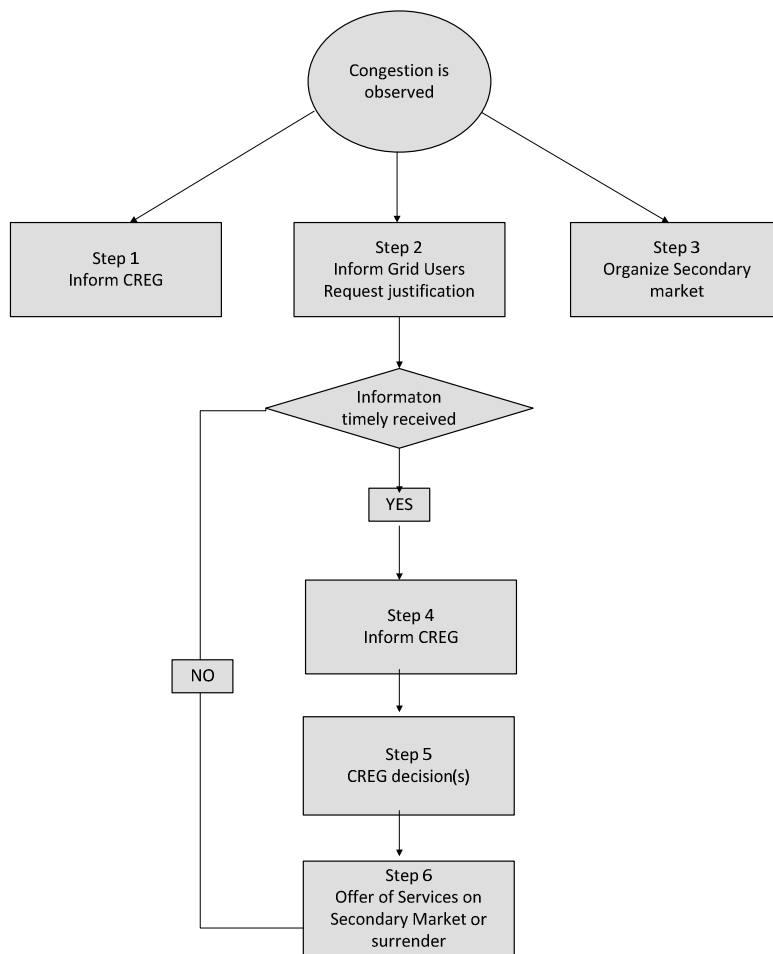 Congestion is
observed
Step 1
Inform CREG
Step 2
Inform Grid Users
Request justification
Step 3
Organize Secondary
market
Informaton
timely received
YES
Step 4
Inform CREG
NO
Step 5
CREG decision(s)
Step 6
Offer of Services on
Secondary Market or
surrender